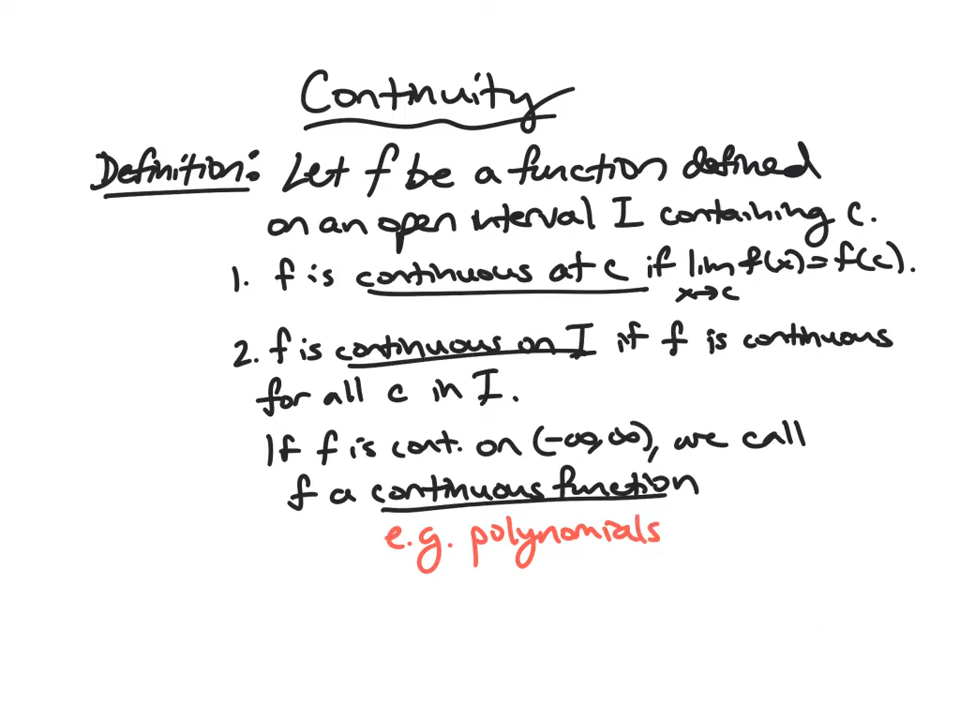 Continuity
Definition: Let f be a function defined
on an open interval I containing c.
1. f is continuous at c if lim f(x) = f(c).
x→c
2. f is continuous on I if f is continuous
for all c in I.
If f is cont. on (-∞,∞), we call
f a continuous function
e.g. polynomials